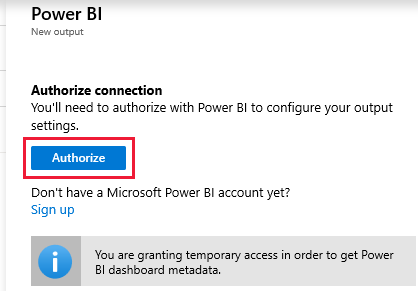 Power BI
New output
Authorize connection
You'll need to authorize with Power BI to configure your output
settings.
Authorize
Don't have a Microsoft Power BI account yet?
Sign up
You are granting temporary access in order to get Power
BI dashboard metadata.